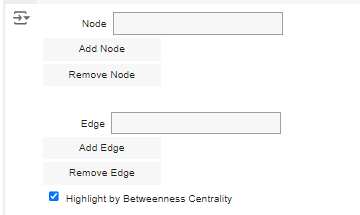 Node
Add Node
Remove Node
Edge
Add Edge
Remove Edge
Highlight by Betweenness Centrality